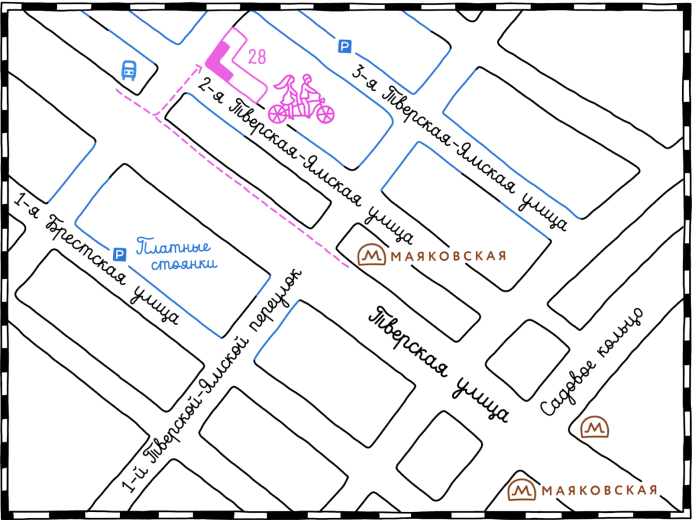 28
P
3-я Тверская-Ямская улица
2-я Тверская-Ямская улица
1-я Брестская улица
P
Платные
стоянки
М МАЯКОВСКАЯ
1-й Тверской-Ямской переулок
Тверская улица
Садовое кольцо
М
М МАЯКОВСКАЯ